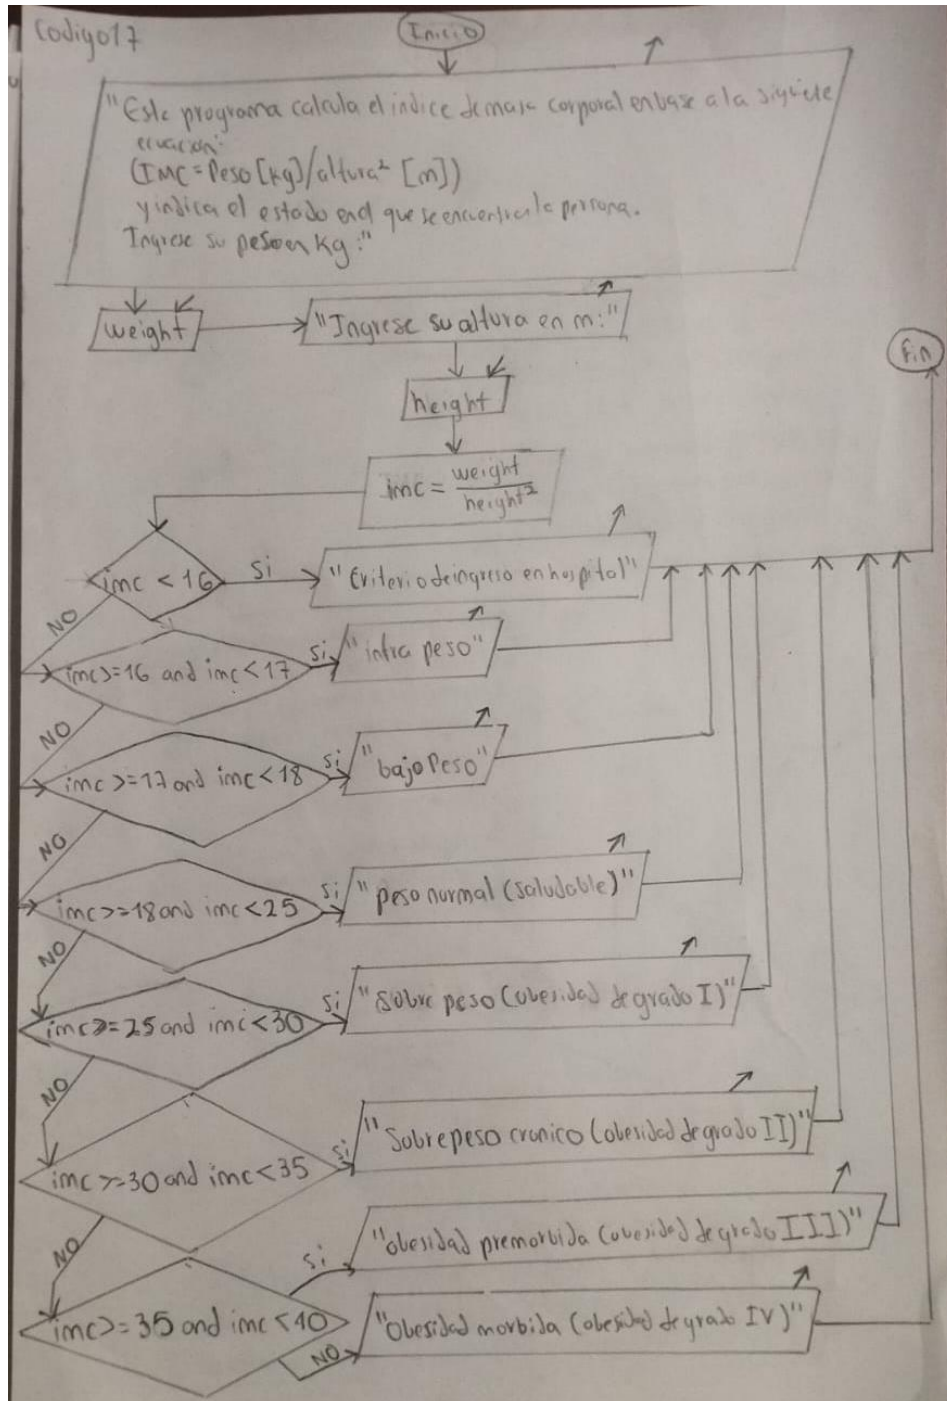 Codigo17
Inicio
"Este programa calcula el indice de masa corporal en base a la siguiete
ecuación:
(IMC = Peso [kg]/altura² [m])
y indica el estado en el que se encuentra la persona.
Ingrese su peso en kg:"
weight
"Ingrese su altura en m:"
Fin
height
imc = weight
height²
imc < 16
si
"Criterio de ingreso en hospital"
NO
imc>=16 and imc<17
si
"infra peso"
NO
imc>=17 and imc<18
si
"bajo Peso"
NO
imc>=18 and imc<25
si
"peso normal (saludable)"
NO
imc>=25 and imc<30
si
"sobre peso (obesidad de grado I)"
NO
imc>=30 and imc<35
si
"Sobrepeso cronico (obesidad de grado II)"
NO
si
"obesidad premorbida (obesidad de grado III)"
imc>=35 and imc<40
NO
"Obesidad morbida (obesidad de grado IV)"